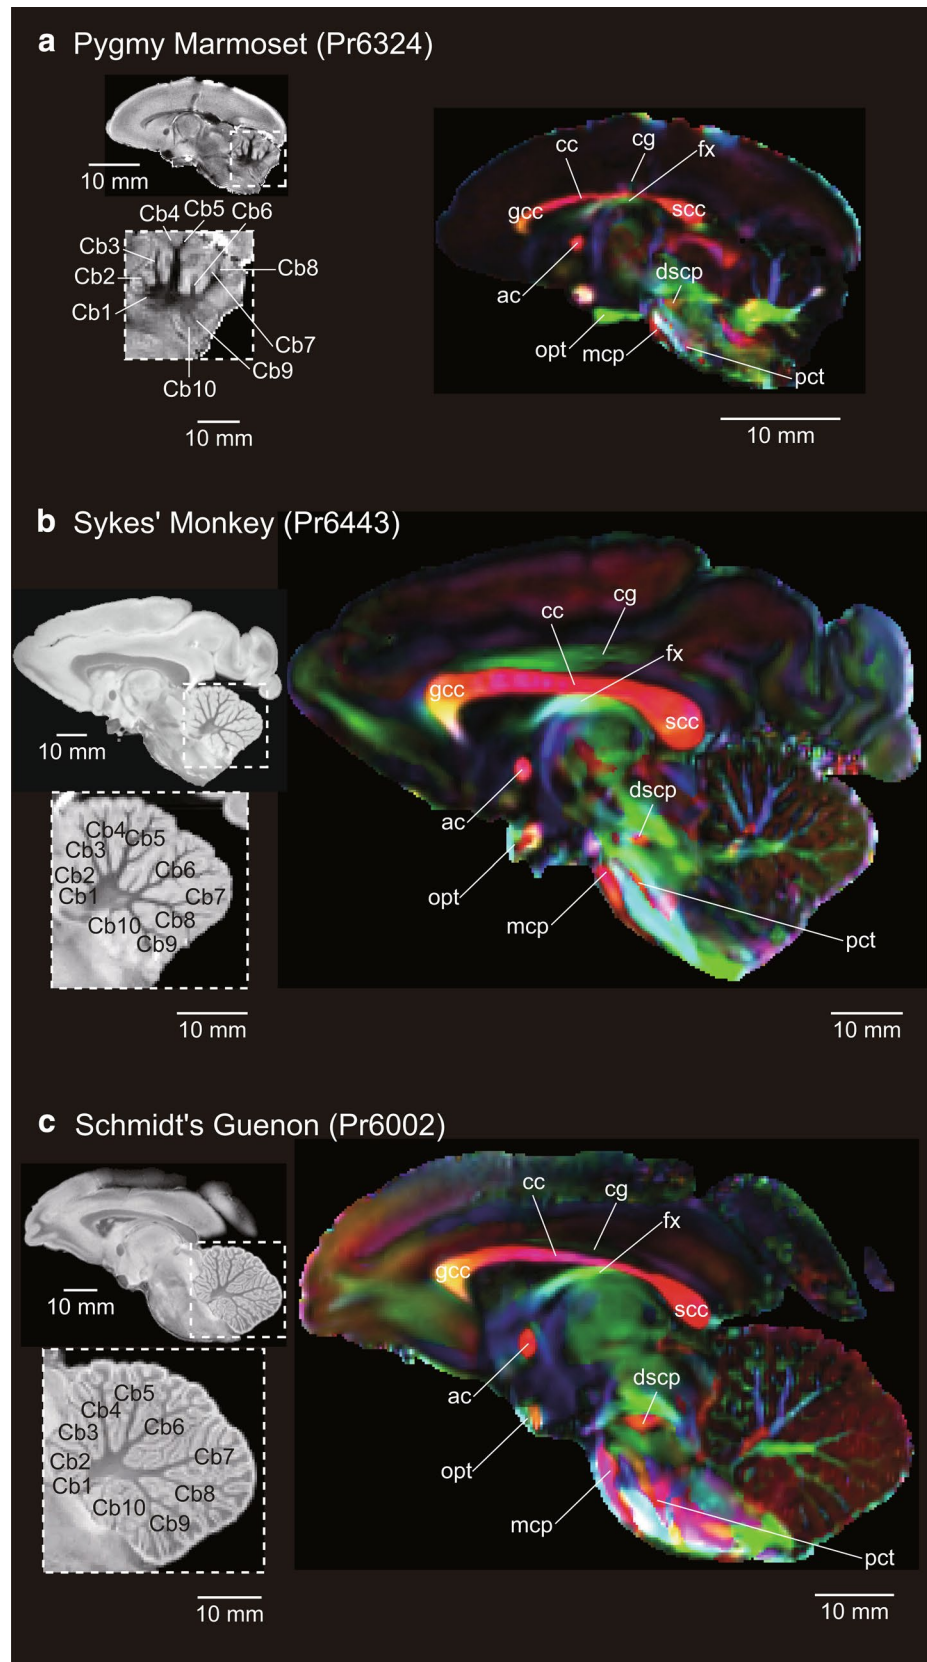 a Pygmy Marmoset (Pr6324)
10 mm
Cb4 Cb5 Cb6
Cb3
Cb2
Cb1
Cb8
Cb7
Cb9
Cb10
10 mm
cc
cg
fx
gcc
scc
ac
dscp
opt
mcp
pct
10 mm
b Sykes' Monkey (Pr6443)
10 mm
Cb4
Cb5
Cb3
Cb6
Cb2
Cb1
Cb7
Cb10
Cb8
Cb9
10 mm
cc
cg
fx
gcc
scc
ac
dscp
opt
mcp
pct
10 mm
c Schmidt's Guenon (Pr6002)
10 mm
Cb5
Cb4
Cb3
Cb6
Cb2
Cb7
Cb1
Cb10
Cb8
Cb9
10 mm
cc
cg
fx
gcc
scc
ac
dscp
opt
mcp
pct
10 mm